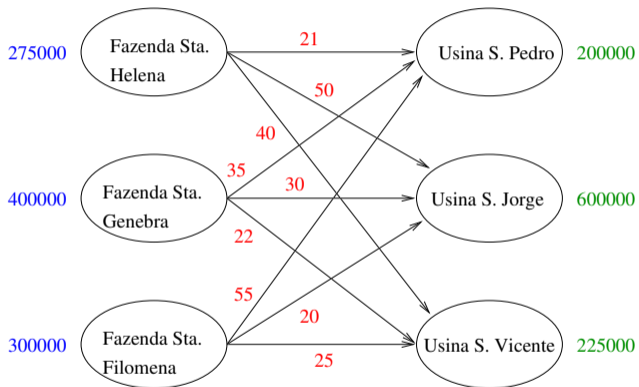 21
275000
Fazenda Sta.
Helena
Usina S. Pedro
200000
50
40
35
400000
Fazenda Sta.
Genebra
30
Usina S. Jorge
600000
22
55
20
300000
Fazenda Sta.
Filomena
25
Usina S. Vicente
225000